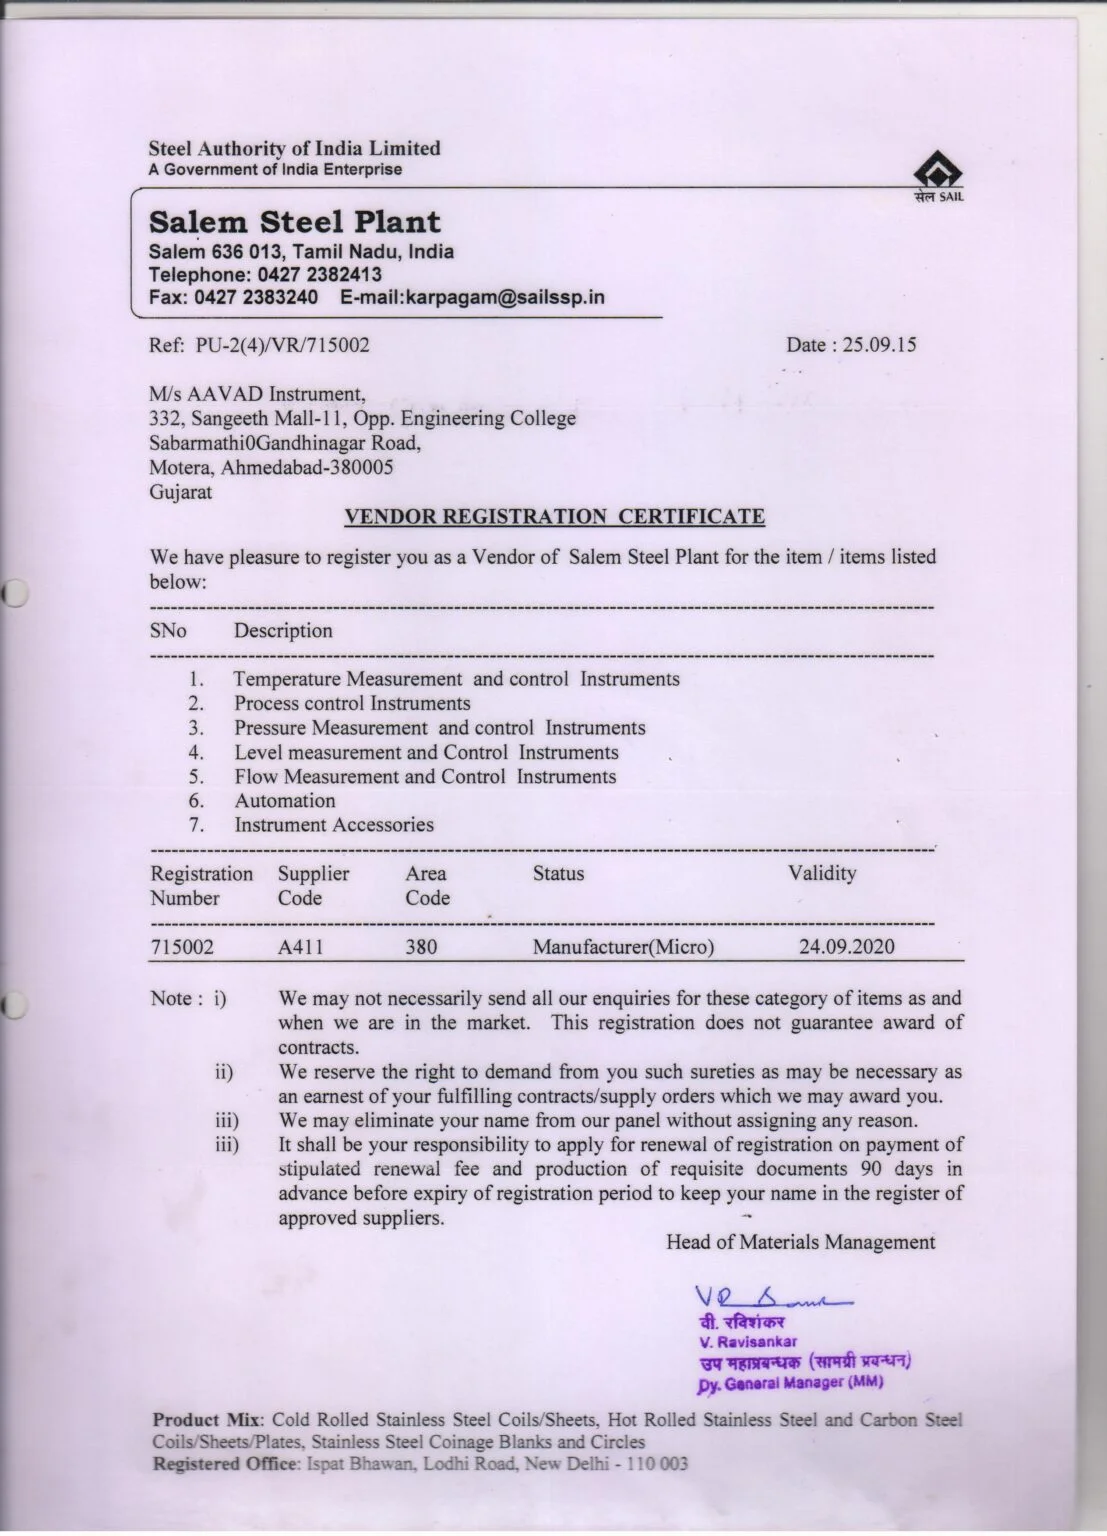 Steel Authority of India Limited
A Government of India Enterprise
सेल SAIL
Salem Steel Plant
Salem 636 013, Tamil Nadu, India
Telephone: 0427 2382413
Fax: 0427 2383240 E-mail:karpagam@sailssp.in
Ref: PU-2(4)/VR/715002 Date : 25.09.15
M/s AAVAD Instrument,
332, Sangeeth Mall-11, Opp. Engineering College
Sabarmathi0Gandhinagar Road,
Motera, Ahmedabad-380005
Gujarat
VENDOR REGISTRATION CERTIFICATE
We have pleasure to register you as a Vendor of Salem Steel Plant for the item / items listed
below:
SNo Description
1. Temperature Measurement and control Instruments
2. Process control Instruments
3. Pressure Measurement and control Instruments
4. Level measurement and Control Instruments
5. Flow Measurement and Control Instruments
6. Automation
7. Instrument Accessories
Registration Supplier Area Status Validity
Number Code Code
715002 A411 380 Manufacturer(Micro) 24.09.2020
Note : i) We may not necessarily send all our enquiries for these category of items as and
when we are in the market. This registration does not guarantee award of
contracts.
ii) We reserve the right to demand from you such sureties as may be necessary as
an earnest of your fulfilling contracts/supply orders which we may award you.
iii) We may eliminate your name from our panel without assigning any reason.
iii) It shall be your responsibility to apply for renewal of registration on payment of
stipulated renewal fee and production of requisite documents 90 days in
advance before expiry of registration period to keep your name in the register of
approved suppliers.
Head of Materials Management
वी. रविशंकर
V. Ravisankar
उप महाप्रबन्धक (सामग्री प्रबन्धन)
Dy. General Manager (MM)
Product Mix: Cold Rolled Stainless Steel Coils/Sheets, Hot Rolled Stainless Steel and Carbon Steel
Coils/Sheets/Plates, Stainless Steel Coinage Blanks and Circles
Registered Office: Ispat Bhawan, Lodhi Road, New Delhi - 110 003